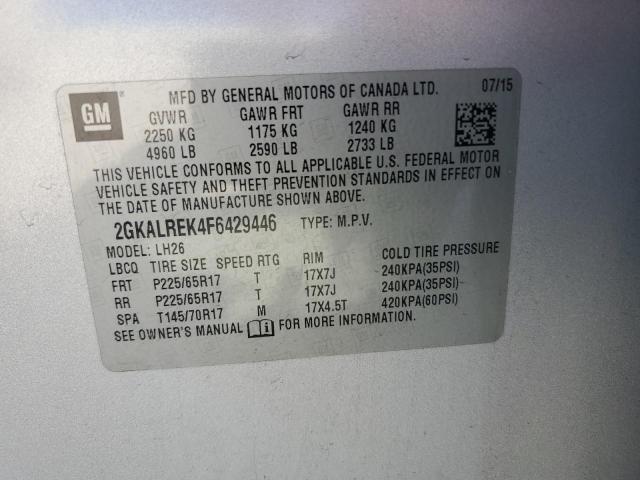 GM
MFD BY GENERAL MOTORS OF CANADA LTD. 07/15
GVWR GAWR FRT GAWR RR
2250 KG 1175 KG 1240 KG
4960 LB 2590 LB 2733 LB
THIS VEHICLE CONFORMS TO ALL APPLICABLE U.S. FEDERAL MOTOR
VEHICLE SAFETY AND THEFT PREVENTION STANDARDS IN EFFECT ON
THE DATE OF MANUFACTURE SHOWN ABOVE.
2GKALREK4F6429446 TYPE: M.P.V.
MODEL: LH26
LBCQ TIRE SIZE SPEED RTG RIM COLD TIRE PRESSURE
FRT P225/65R17 T 17X7J 240KPA(35PSI)
RR P225/65R17 T 17X7J 240KPA(35PSI)
SPA T145/70R17 M 17X4.5T 420KPA(60PSI)
SEE OWNER'S MANUAL FOR MORE INFORMATION.